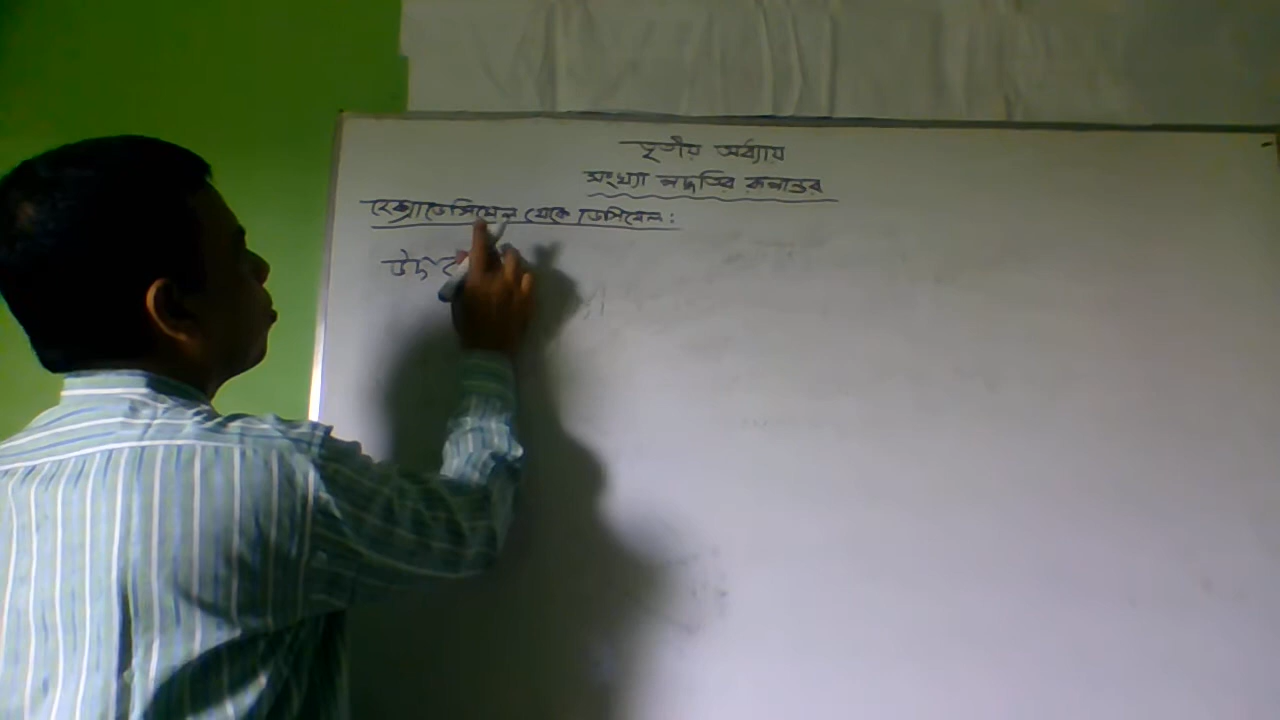 তৃতীয় অধ্যায়
সংখ্যা পদ্ধতির রূপান্তর
হেক্সাডেসিমেল থেকে ডেসিমেল: